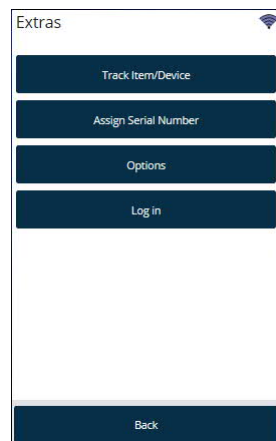 Extras
Track Item/Device
Assign Serial Number
Options
Log in
Back